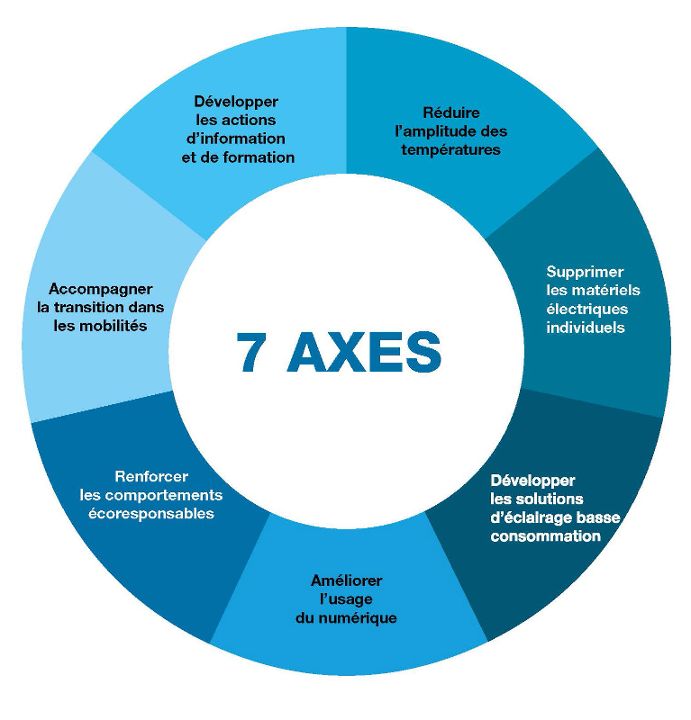 Réduire
l'amplitude des
températures
Supprimer
les matériels
électriques
individuels
Développer
les solutions
d'éclairage basse
consommation
Améliorer
l'usage
du numérique
Renforcer
les comportements
écoresponsables
Accompagner
la transition dans
les mobilités
Développer
les actions
d'information
et de formation
7 AXES